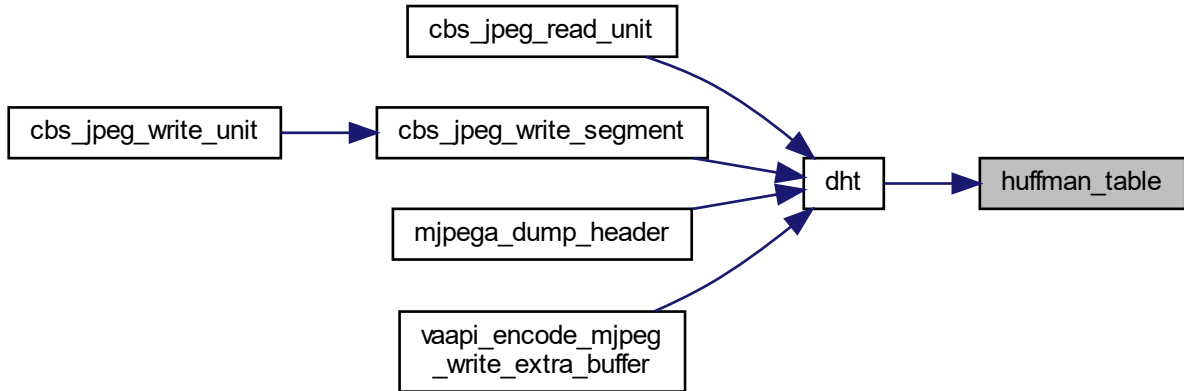 cbs_jpeg_read_unit
cbs_jpeg_write_unit
cbs_jpeg_write_segment
dht
huffman_table
mjpega_dump_header
vaapi_encode_mjpeg
_write_extra_buffer